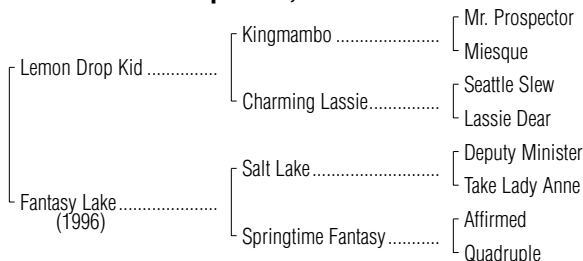 Lemon Drop Kid ...............
Fantasy Lake .....................
(1996)
Kingmambo ......................
Charming Lassie...............
Salt Lake ...........................
Springtime Fantasy ...........
Mr. Prospector
Miesque
Seattle Slew
Lassie Dear
Deputy Minister
Take Lady Anne
Affirmed
Quadruple